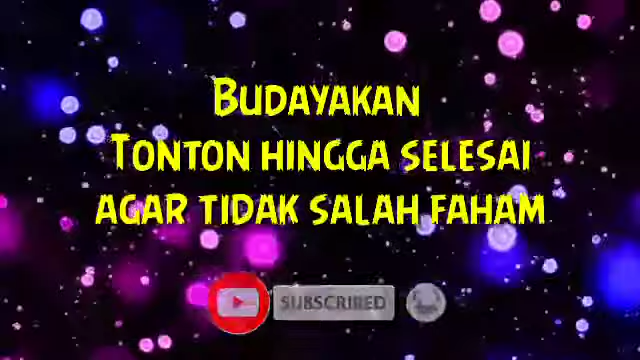 BUDAYAKAN
TONTON HINGGA SELESAI
AGAR TIDAK SALAH FAHAM
SUBSCRIBED